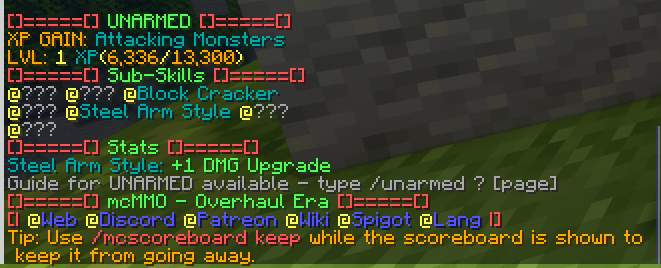 []=====[] UNARMED []=====[]
XP GAIN: Attacking Monsters
LVL: 1 XP(6,336/13,300)
[]=====[] Sub-Skills []=====[]
@??? @??? @Block Cracker
@??? @Steel Arm Style @???
@???
[]=====[] Stats []=====[]
Steel Arm Style: +1 DMG Upgrade
Guide for UNARMED available - type /unarmed ? [page]
[]=====[] mcMMO - Overhaul Era []=====[]
[| @Web @Discord @Patreon @Wiki @Spigot @Lang |]
Tip: Use /mcscoreboard keep while the scoreboard is shown to
keep it from going away.